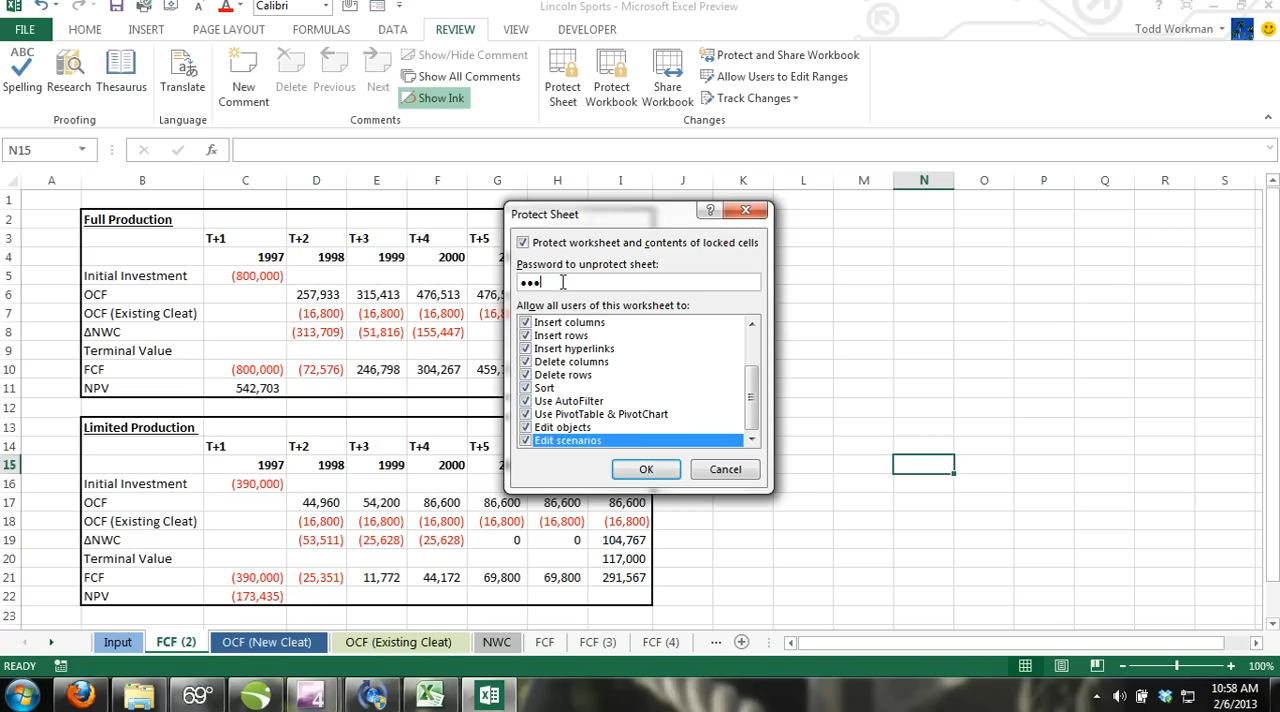 Calibri
Lincoln Sports - Microsoft Excel Preview
FILE HOME INSERT PAGE LAYOUT FORMULAS DATA REVIEW VIEW DEVELOPER Todd Workman
ABC
Spelling Research Thesaurus
Translate
New Comment
Delete Previous Next
Show/Hide Comment
Show All Comments
Show Ink
Protect Sheet
Protect Workbook
Share Workbook
Protect and Share Workbook
Allow Users to Edit Ranges
Track Changes
Proofing Language Comments Changes
N15 fx
A B C D E F G H I J K L M N O P Q R S
1
2 Full Production
3 T+1 T+2 T+3 T+4 T+5
4 1997 1998 1999 2000
5 Initial Investment (800,000)
6 OCF 257,933 315,413 476,513 476,5
7 OCF (Existing Cleat) (16,800) (16,800) (16,800) (16,8
8 ΔNWC (313,709) (51,816) (155,447)
9 Terminal Value
10 FCF (800,000) (72,576) 246,798 304,267 459,7
11 NPV 542,703
12
13 Limited Production
14 T+1 T+2 T+3 T+4 T+5
15 1997 1998 1999 2000
16 Initial Investment (390,000)
17 OCF 44,960 54,200 86,600 86,600 86,600 86,600
18 OCF (Existing Cleat) (16,800) (16,800) (16,800) (16,800) (16,800) (16,800)
19 ΔNWC (53,511) (25,628) (25,628) 0 0 104,767
20 Terminal Value 117,000
21 FCF (390,000) (25,351) 11,772 44,172 69,800 69,800 291,567
22 NPV (173,435)
23
Protect Sheet
Protect worksheet and contents of locked cells
Password to unprotect sheet:
•••
Allow all users of this worksheet to:
Insert columns
Insert rows
Insert hyperlinks
Delete columns
Delete rows
Sort
Use AutoFilter
Use PivotTable & PivotChart
Edit objects
Edit scenarios
OK Cancel
Input FCF (2) OCF (New Cleat) OCF (Existing Cleat) NWC FCF FCF (3) FCF (4) ...
READY 100%
69°
10:58 AM
2/6/2013